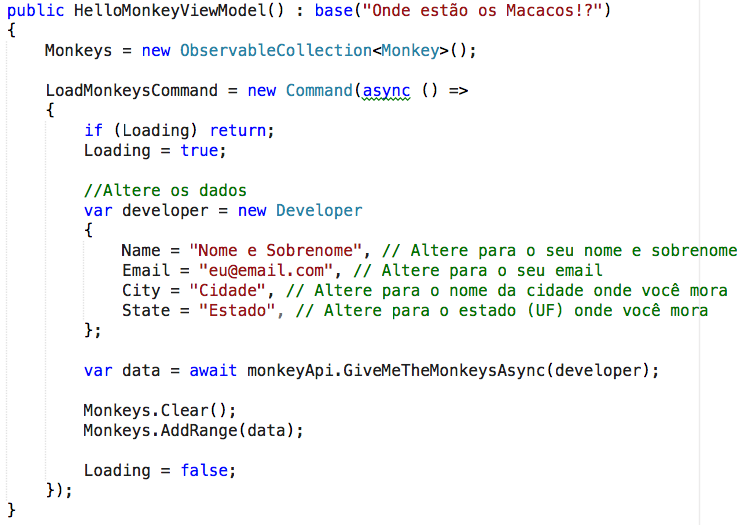 public HelloMonkeyViewModel() : base("Onde estão os Macacos!?")
{
    Monkeys = new ObservableCollection<Monkey>();

    LoadMonkeysCommand = new Command(async () =>
    {
        if (Loading) return;
        Loading = true;

        //Altere os dados
        var developer = new Developer
        {
            Name = "Nome e Sobrenome", // Altere para o seu nome e sobrenome
            Email = "eu@email.com", // Altere para o seu email
            City = "Cidade", // Altere para o nome da cidade onde você mora
            State = "Estado", // Altere para o estado (UF) onde você mora
        };

        var data = await monkeyApi.GiveMeTheMonkeysAsync(developer);

        Monkeys.Clear();
        Monkeys.AddRange(data);

        Loading = false;
    });
}